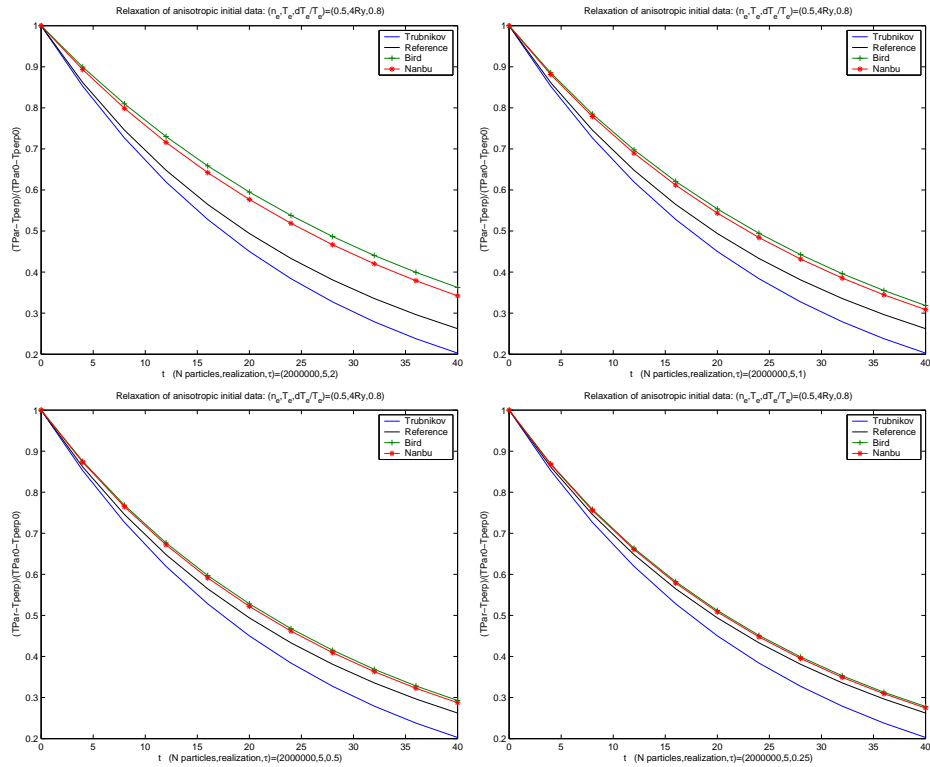 Relaxation of anisotropic initial data: (n_e,T_e,dT_e/T_e)=(0.5,4Ry,0.8)
Trubnikov
Reference
Bird
Nanbu
(TPar−Tperp)/(TPar0−Tperp0)
1
0.9
0.8
0.7
0.6
0.5
0.4
0.3
0.2
0 5 10 15 20 25 30 35 40
t (N particles,realization,τ)=(2000000,5,2)
Relaxation of anisotropic initial data: (n_e,T_e,dT_e/T_e)=(0.5,4Ry,0.8)
Trubnikov
Reference
Bird
Nanbu
(TPar−Tperp)/(TPar0−Tperp0)
1
0.9
0.8
0.7
0.6
0.5
0.4
0.3
0.2
0 5 10 15 20 25 30 35 40
t (N particles,realization,τ)=(2000000,5,1)
Relaxation of anisotropic initial data: (n_e,T_e,dT_e/T_e)=(0.5,4Ry,0.8)
Trubnikov
Reference
Bird
Nanbu
(TPar−Tperp)/(TPar0−Tperp0)
1
0.9
0.8
0.7
0.6
0.5
0.4
0.3
0.2
0 5 10 15 20 25 30 35 40
t (N particles,realization,τ)=(2000000,5,0.5)
Relaxation of anisotropic initial data: (n_e,T_e,dT_e/T_e)=(0.5,4Ry,0.8)
Trubnikov
Reference
Bird
Nanbu
(TPar−Tperp)/(TPar0−Tperp0)
1
0.9
0.8
0.7
0.6
0.5
0.4
0.3
0.2
0 5 10 15 20 25 30 35 40
t (N particles,realization,τ)=(2000000,5,0.25)